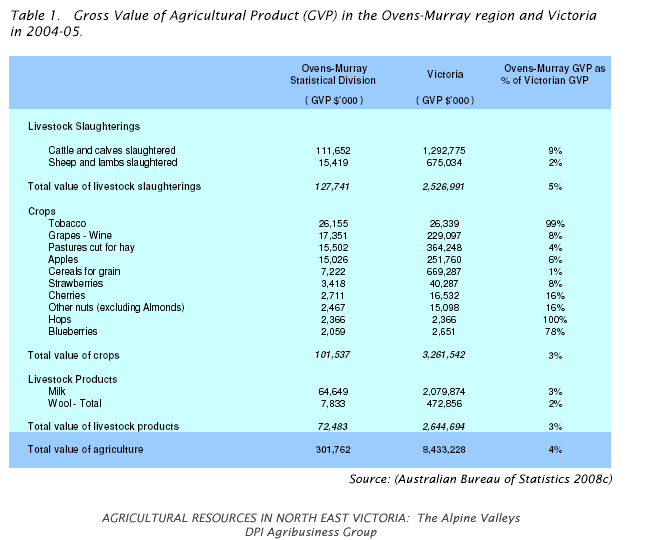 Table 1. Gross Value of Agricultural Product (GVP) in the Ovens-Murray region and Victoria
in 2004-05.
Ovens-Murray Statistical Division Victoria Ovens-Murray GVP as % of Victorian GVP
( GVP $'000 ) ( GVP $'000 )
Livestock Slaughterings
Cattle and calves slaughtered 111,652 1,292,775 9%
Sheep and lambs slaughtered 15,419 675,034 2%
Total value of livestock slaughterings 127,741 2,526,991 5%
Crops
Tobacco 26,155 26,339 99%
Grapes - Wine 17,351 229,097 8%
Pastures cut for hay 15,502 364,248 4%
Apples 15,026 251,760 6%
Cereals for grain 7,222 669,287 1%
Strawberries 3,418 40,287 8%
Cherries 2,711 16,532 16%
Other nuts (excluding Almonds) 2,467 15,098 16%
Hops 2,366 2,366 100%
Blueberries 2,059 2,651 78%
Total value of crops 101,537 3,261,542 3%
Livestock Products
Milk 64,649 2,079,874 3%
Wool - Total 7,833 472,856 2%
Total value of livestock products 72,483 2,644,694 3%
Total value of agriculture 301,762 8,433,228 4%
Source: (Australian Bureau of Statistics 2008c)
AGRICULTURAL RESOURCES IN NORTH EAST VICTORIA: The Alpine Valleys
DPI Agribusiness Group